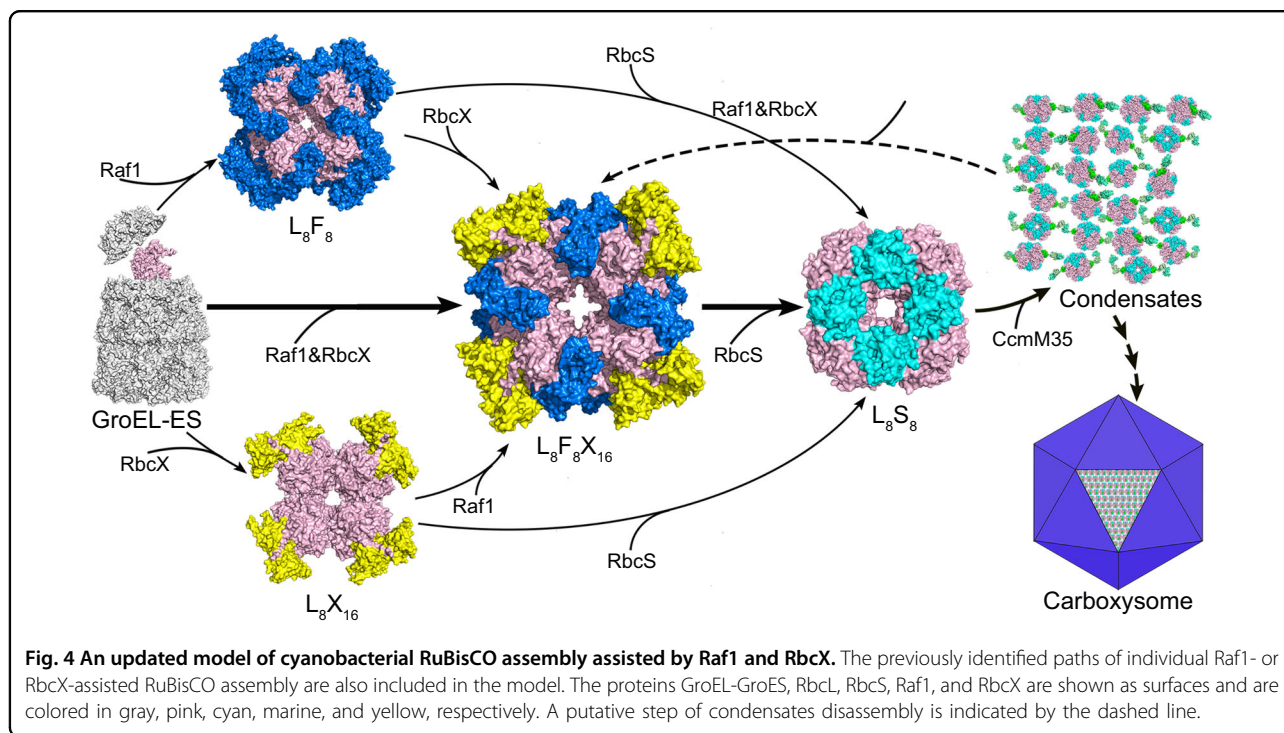 RbcS
RbcX
Raf1&RbcX
Raf1
L8F8
Condensates
CcmM35
Raf1&RbcX
RbcS
GroEL-ES
L8S8
RbcX
L8F8X16
Raf1
RbcS
L8X16
Carboxysome
Fig. 4 An updated model of cyanobacterial RuBisCO assembly assisted by Raf1 and RbcX. The previously identified paths of individual Raf1- or
RbcX-assisted RuBisCO assembly are also included in the model. The proteins GroEL-GroES, RbcL, RbcS, Raf1, and RbcX are shown as surfaces and are
colored in gray, pink, cyan, marine, and yellow, respectively. A putative step of condensates disassembly is indicated by the dashed line.